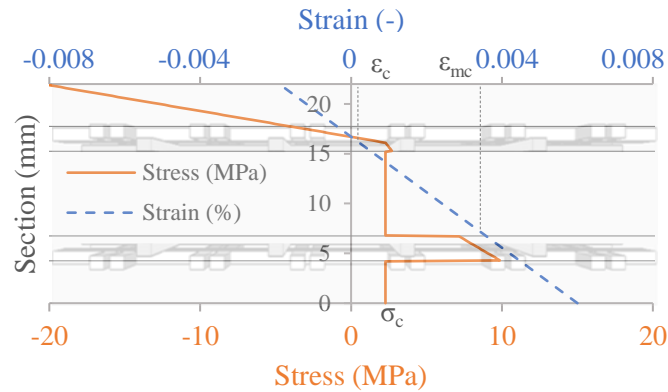 Strain (-)
-0.008 -0.004 0 0.004 0.008
ε_c ε_mc
20
15
Stress (MPa)
10
Strain (%)
5
0
Section (mm)
σ_c
-20 -10 0 10 20
Stress (MPa)